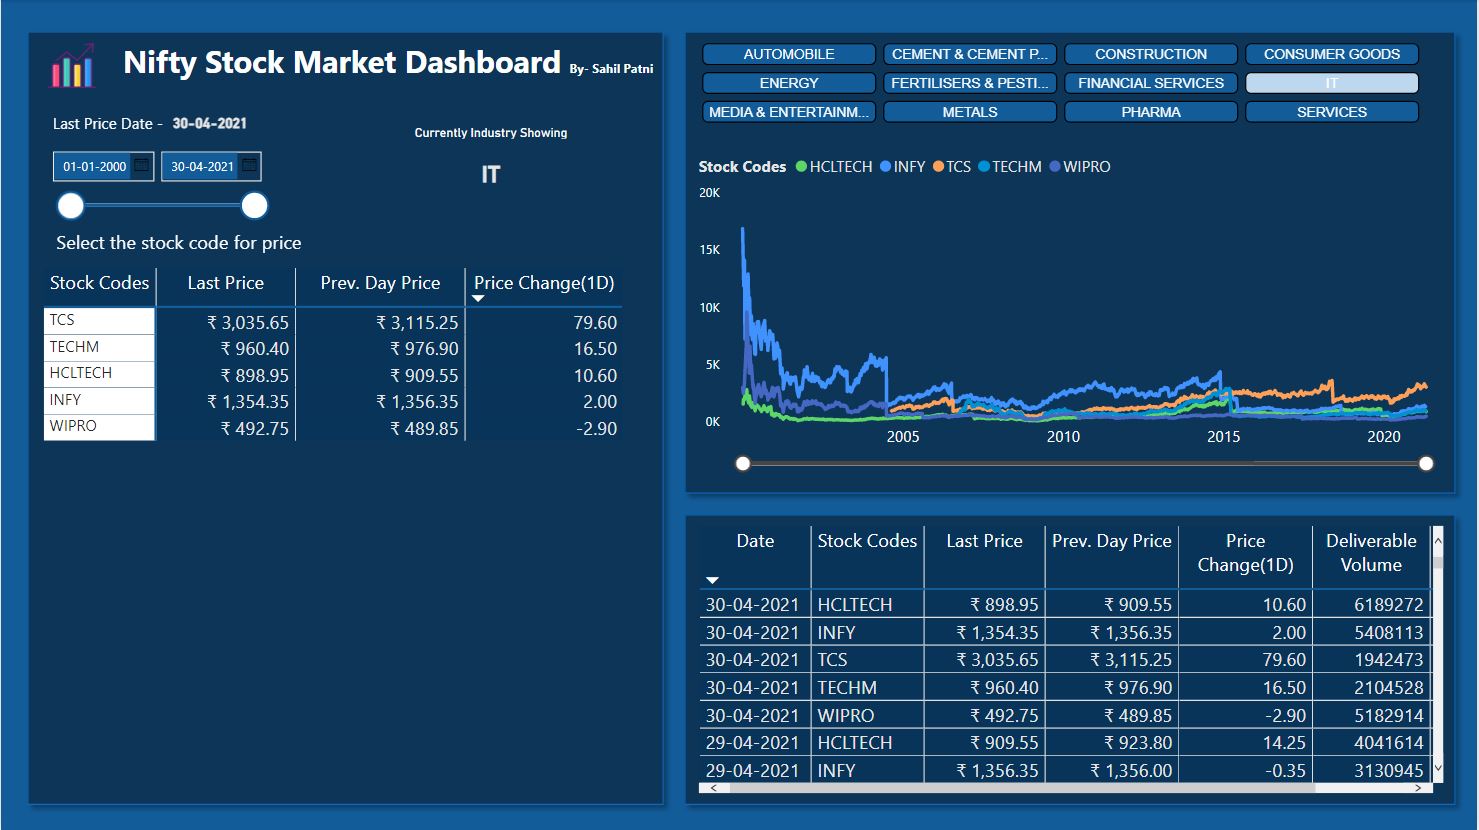 Nifty Stock Market Dashboard By- Sahil Patni
Last Price Date - 30-04-2021
Currently Industry Showing
01-01-2000 30-04-2021
IT
Select the stock code for price
Stock Codes Last Price Prev. Day Price Price Change(1D)
TCS ₹ 3,035.65 ₹ 3,115.25 79.60
TECHM ₹ 960.40 ₹ 976.90 16.50
HCLTECH ₹ 898.95 ₹ 909.55 10.60
INFY ₹ 1,354.35 ₹ 1,356.35 2.00
WIPRO ₹ 492.75 ₹ 489.85 -2.90
AUTOMOBILE CEMENT & CEMENT P... CONSTRUCTION CONSUMER GOODS
ENERGY FERTILISERS & PESTI... FINANCIAL SERVICES IT
MEDIA & ENTERTAINM... METALS PHARMA SERVICES
Stock Codes HCLTECH INFY TCS TECHM WIPRO
20K
15K
10K
5K
0K
2005 2010 2015 2020
Date Stock Codes Last Price Prev. Day Price Price Deliverable
Change(1D) Volume
30-04-2021 HCLTECH ₹ 898.95 ₹ 909.55 10.60 6189272
30-04-2021 INFY ₹ 1,354.35 ₹ 1,356.35 2.00 5408113
30-04-2021 TCS ₹ 3,035.65 ₹ 3,115.25 79.60 1942473
30-04-2021 TECHM ₹ 960.40 ₹ 976.90 16.50 2104528
30-04-2021 WIPRO ₹ 492.75 ₹ 489.85 -2.90 5182914
29-04-2021 HCLTECH ₹ 909.55 ₹ 923.80 14.25 4041614
29-04-2021 INFY ₹ 1,356.35 ₹ 1,356.00 -0.35 3130945